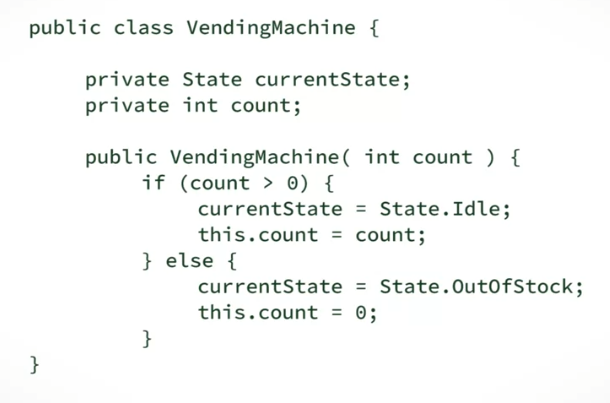 public class VendingMachine {
private State currentState;
private int count;
public VendingMachine( int count ) {
if (count > 0) {
currentState = State.Idle;
this.count = count;
} else {
currentState = State.OutOfStock;
this.count = 0;
}
}